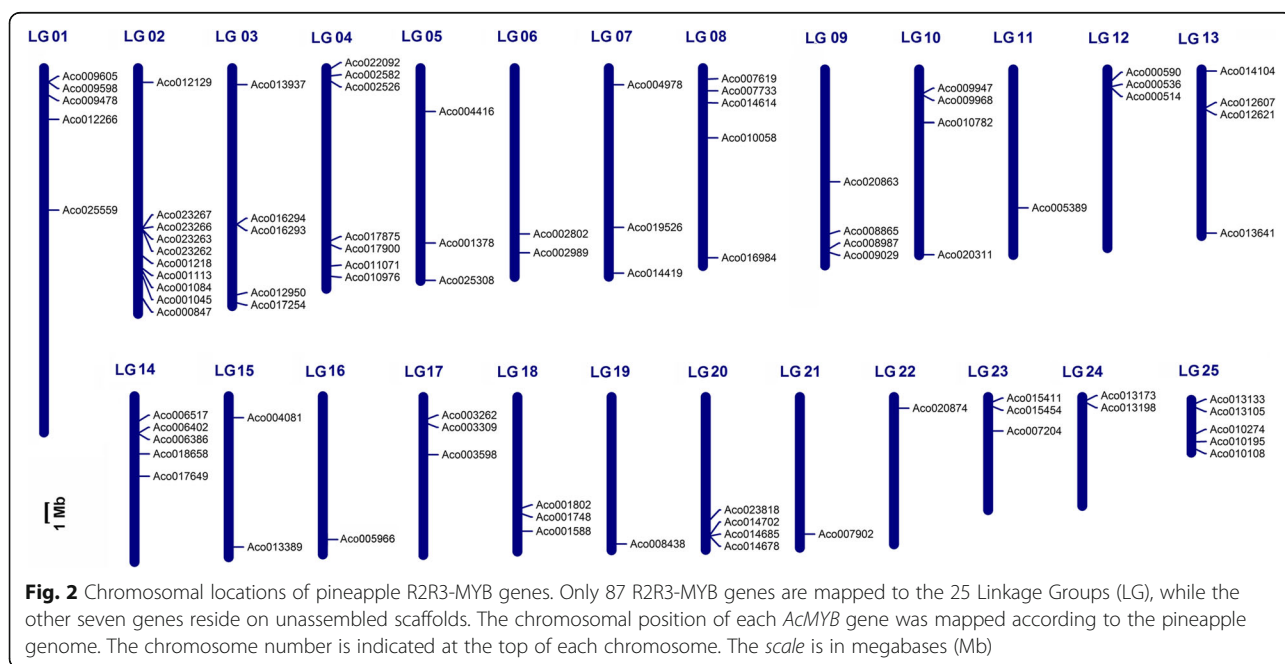 LG 01
LG 02
LG 03
LG 04
LG 05
LG 06
LG 07
LG 08
LG 09
LG10
LG11
LG 12
LG 13
Aco009605
Aco009598
Aco009478
Aco012266
Aco025559
Aco012129
Aco023267
Aco023266
Aco023263
Aco023262
Aco001218
Aco001113
Aco001084
Aco001045
Aco000847
Aco013937
Aco016294
Aco016293
Aco012950
Aco017254
Aco022092
Aco002582
Aco002526
Aco017875
Aco017900
Aco011071
Aco010976
Aco004416
Aco001378
Aco025308
Aco002802
Aco002989
Aco004978
Aco019526
Aco014419
Aco007619
Aco007733
Aco014614
Aco010058
Aco016984
Aco020863
Aco008865
Aco008987
Aco009029
Aco009947
Aco009968
Aco010782
Aco020311
Aco005389
Aco000590
Aco000536
Aco000514
Aco014104
Aco012607
Aco012621
Aco013641
LG 14
LG15
LG 16
LG17
LG 18
LG19
LG 20
LG 21
LG 22
LG 23
LG 24
LG 25
Aco006517
Aco006402
Aco006386
Aco018658
Aco017649
Aco004081
Aco013389
Aco005966
Aco003262
Aco003309
Aco003598
Aco001802
Aco001748
Aco001588
Aco008438
Aco023818
Aco014702
Aco014685
Aco014678
Aco007902
Aco020874
Aco015411
Aco015454
Aco007204
Aco013173
Aco013198
Aco013133
Aco013105
Aco010274
Aco010195
Aco010108
1 Mb
Fig. 2 Chromosomal locations of pineapple R2R3-MYB genes. Only 87 R2R3-MYB genes are mapped to the 25 Linkage Groups (LG), while the
other seven genes reside on unassembled scaffolds. The chromosomal position of each AcMYB gene was mapped according to the pineapple
genome. The chromosome number is indicated at the top of each chromosome. The scale is in megabases (Mb)